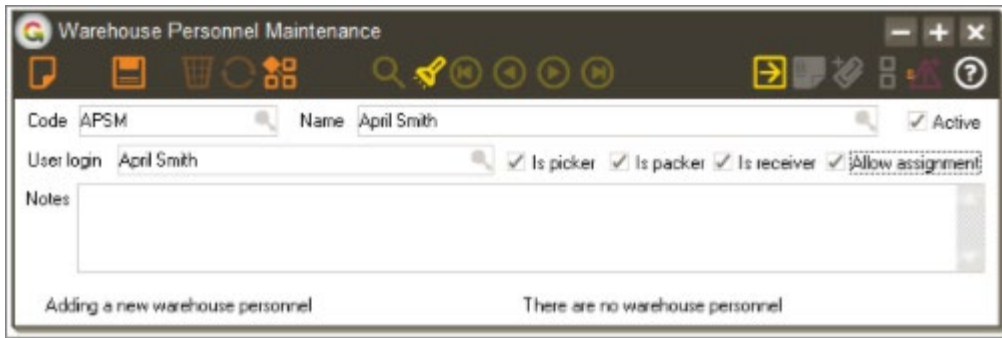 Warehouse Personnel Maintenance
Code APSM Name April Smith Active
User login April Smith Is picker Is packer Is receiver Allow assignment
Notes
Adding a new warehouse personnel There are no warehouse personnel